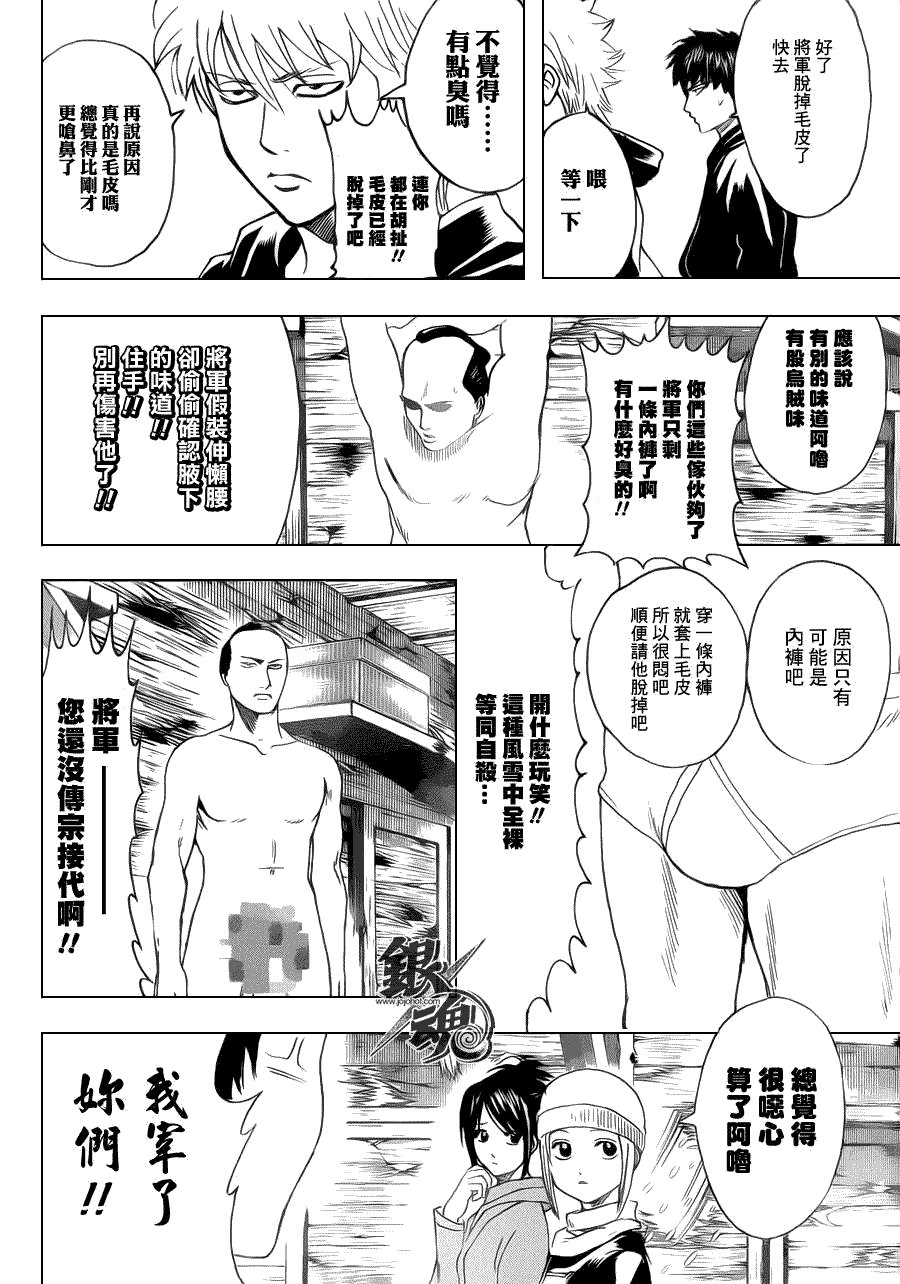 好了
將軍脫掉毛皮了
快去
喂
等一下
不覺得……
有點臭嗎
連你
都在胡扯!!
毛皮已經
脫掉了吧
再說原因
真的是毛皮嗎
總覺得比剛才
更嗆鼻了
應該說
有別的味道阿嚕
有股烏賊味
你們這些傢伙夠了
將軍只剩
一條內褲了啊
有什麼好臭的!!
將軍假裝伸懶腰
卻偷偷確認腋下
的味道!!
住手!!
別再傷害他了!!
原因只有
可能是
內褲吧
穿一條內褲
就套上毛皮
所以很悶吧
順便請他脫掉吧
開什麼玩笑!!
這種風雪中全裸
等同自殺…
將軍——
您還沒傳宗接代啊!!
銀魂
www.jojohot.com
總覺得
很噁心
算了阿嚕
我宰了
妳們!!